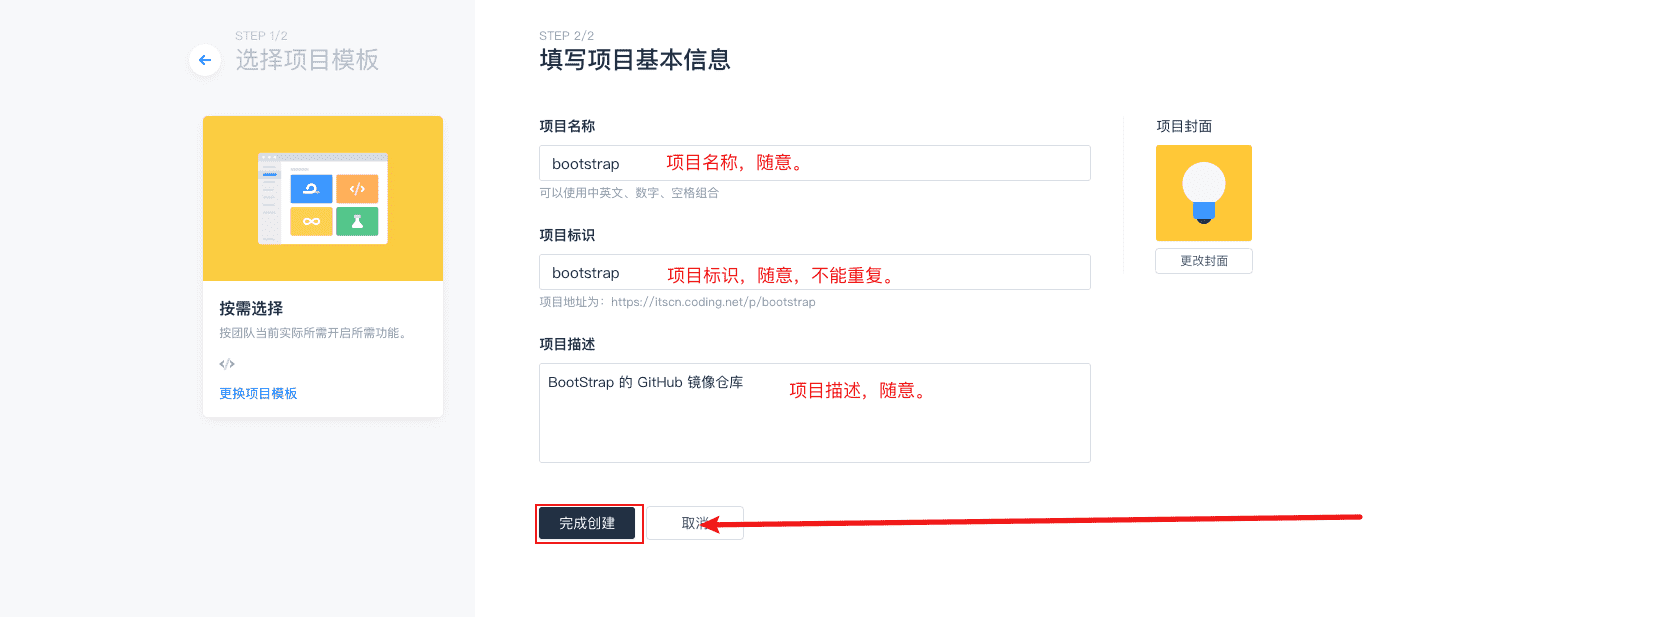 STEP 1/2
选择项目模板
按需选择
按团队当前实际所需开启所需功能。
</>
更换项目模板
STEP 2/2
填写项目基本信息
项目名称
bootstrap 项目名称，随意。
可以使用中英文、数字、空格组合
项目标识
bootstrap 项目标识，随意，不能重复。
项目地址为：https://itscn.coding.net/p/bootstrap
项目描述
BootStrap 的 GitHub 镜像仓库 项目描述，随意。
完成创建 取消
项目封面
更改封面